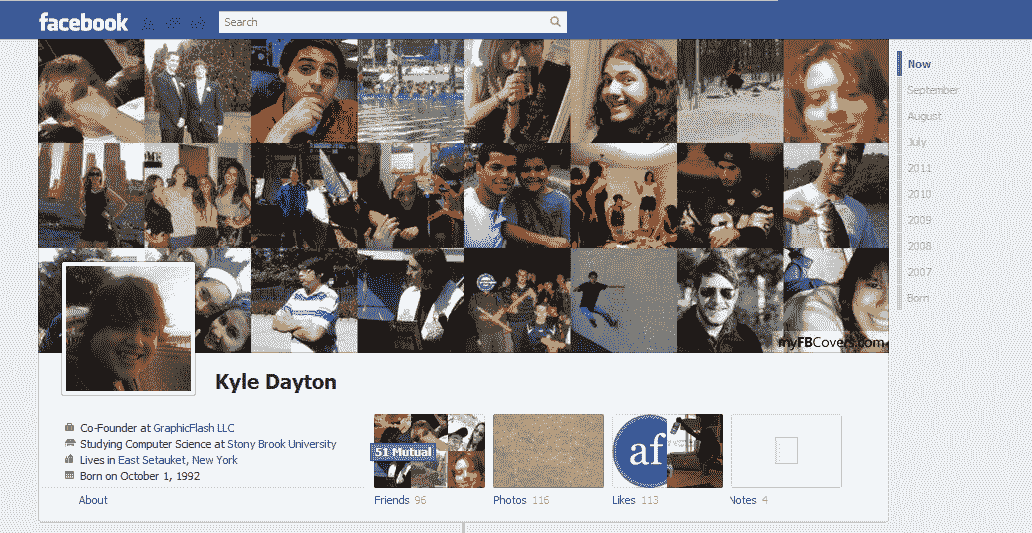 facebook
Search
Now
September
August
July
2011
2010
2009
2008
2007
Born
myFBCovers.com
Kyle Dayton
Co-Founder at GraphicFlash LLC
Studying Computer Science at Stony Brook University
Lives in East Setauket, New York
Born on October 1, 1992
About
51 Mutual
af
Friends 96
Photos 116
Likes 113
Notes 4